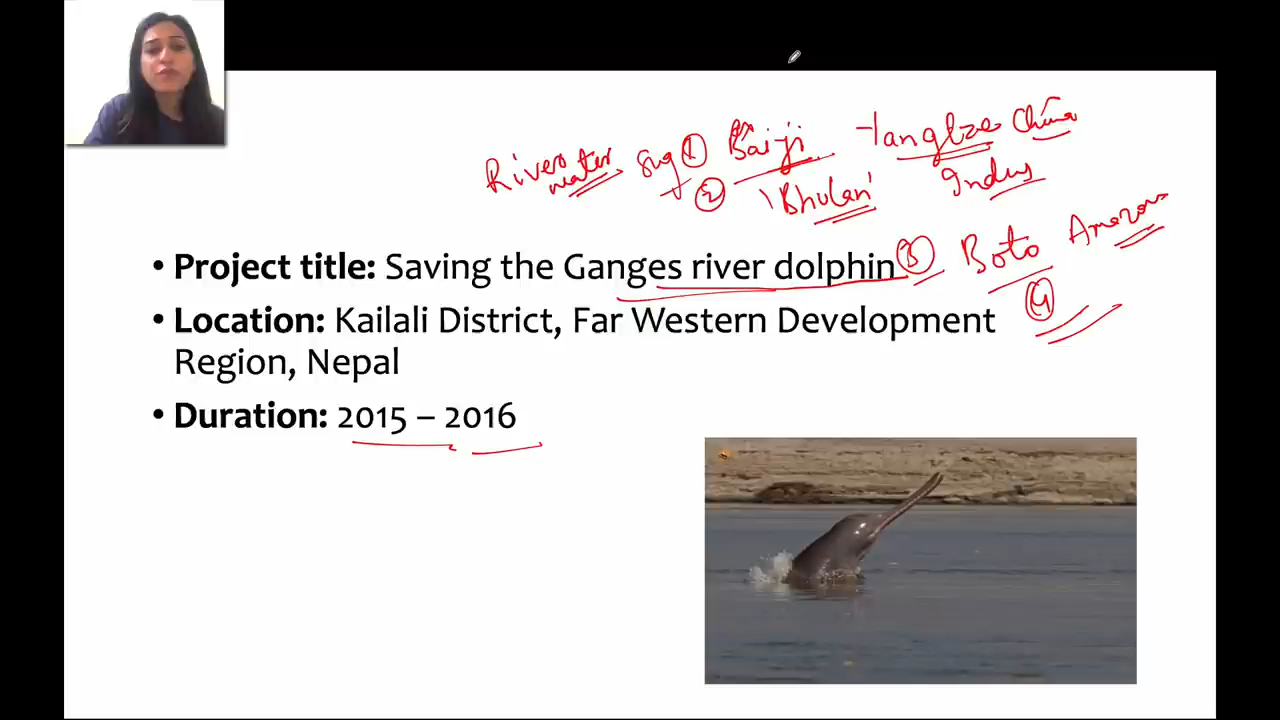 River ① Baiji Yangtze China
water
② 'Bhulan' Indus
• Project title: Saving the Ganges river dolphin ③ Boto Amazon
• Location: Kailali District, Far Western Development ④
Region, Nepal
• Duration: 2015 – 2016